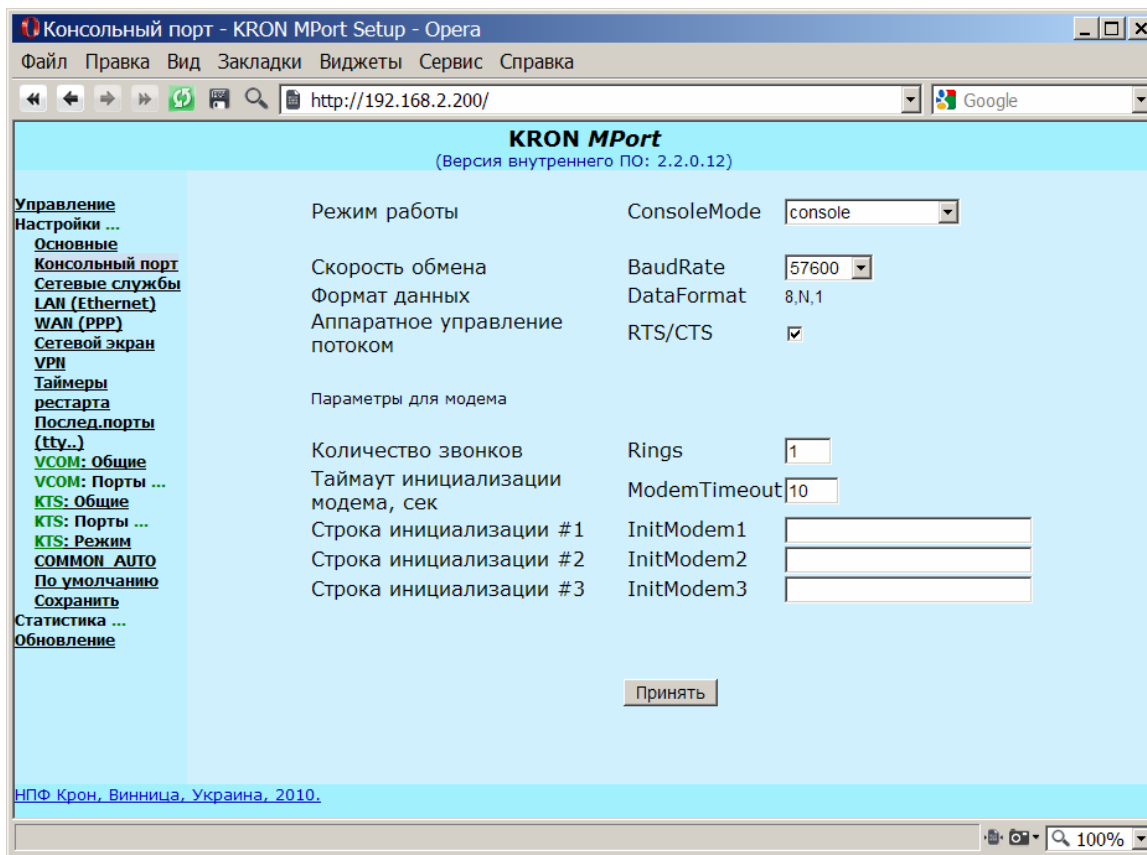 Консольный порт - KRON MPort Setup - Opera
Файл Правка Вид Закладки Виджеты Сервис Справка
http://192.168.2.200/ Google
KRON MPort
(Версия внутреннего ПО: 2.2.0.12)
Управление
Настройки ...
Основные
Консольный порт
Сетевые службы
LAN (Ethernet)
WAN (PPP)
Сетевой экран
VPN
Таймеры
рестарта
Послед.порты
(tty..)
VCOM: Общие
VCOM: Порты ...
KTS: Общие
KTS: Порты ...
KTS: Режим
COMMON_AUTO
По умолчанию
Сохранить
Статистика ...
Обновление
Режим работы ConsoleMode console
Скорость обмена BaudRate 57600
Формат данных DataFormat 8,N,1
Аппаратное управление
потоком RTS/CTS
Параметры для модема
Количество звонков Rings 1
Таймаут инициализации
модема, сек ModemTimeout 10
Строка инициализации #1 InitModem1
Строка инициализации #2 InitModem2
Строка инициализации #3 InitModem3
Принять
НПФ Крон, Винница, Украина, 2010.
100%